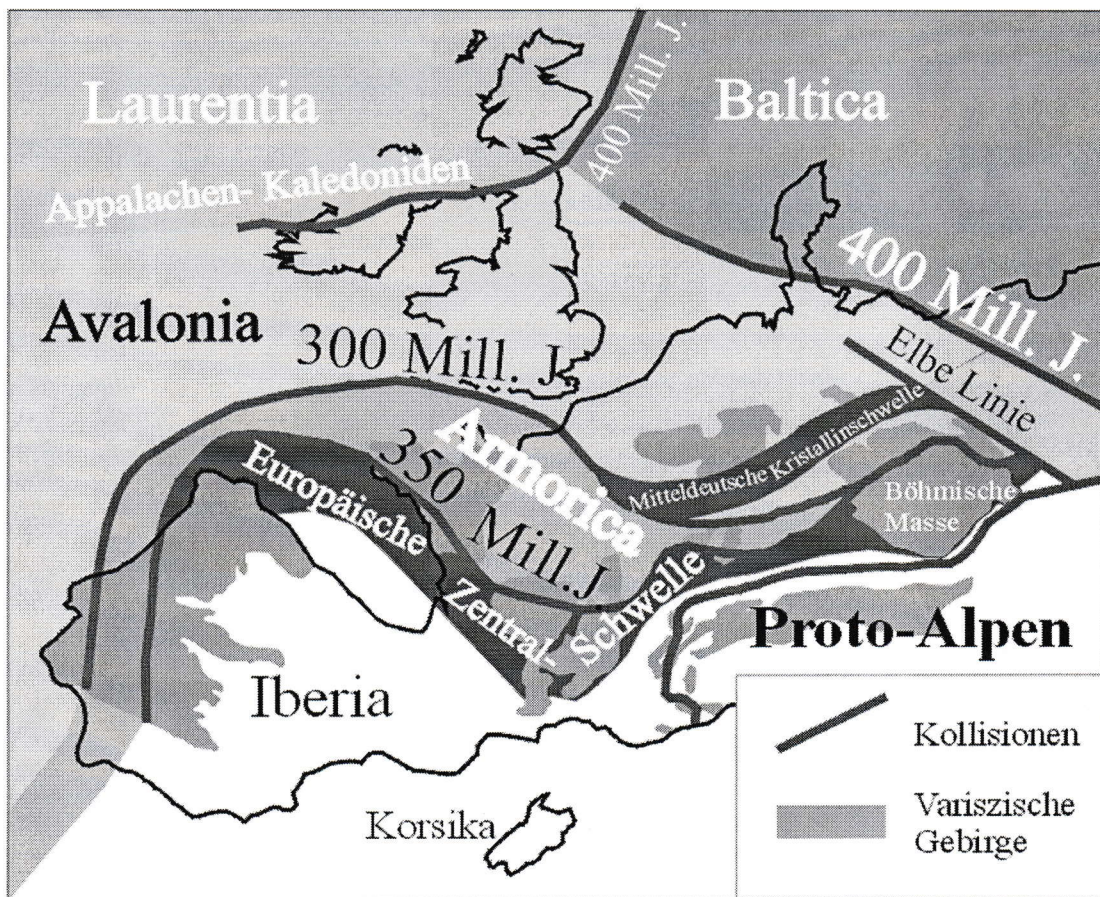 Laurentia
Baltica
400 Mill. J.
Appalachen- Kaledoniden
400 Mill. J.
Avalonia
300 Mill. J.
Elbe Linie
Armorica
350 Mill.J.
Mitteldeutsche Kristallinschwelle
Europäische
Zentral-
Schwelle
Böhmische
Masse
Proto-Alpen
Iberia
Korsika
Kollisionen
Variszische
Gebirge